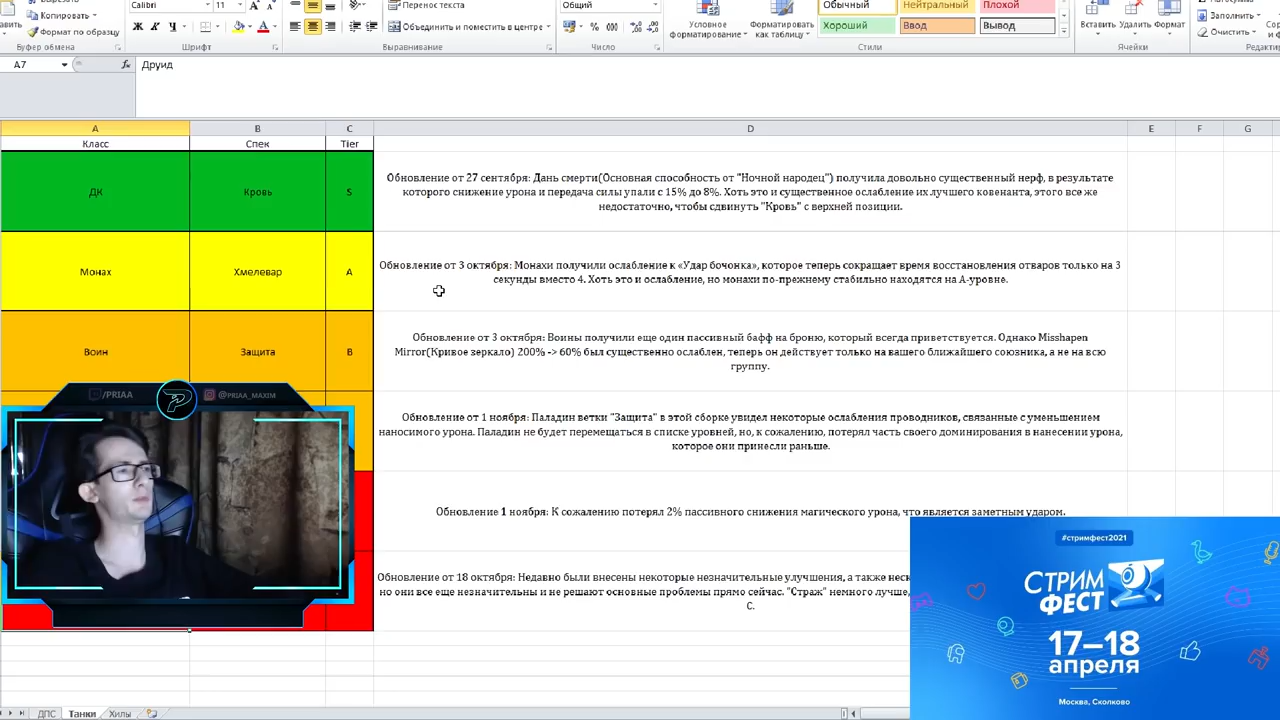 Вырезать
Копировать
Формат по образцу
Буфер обмена
Calibri
11
Ж К Ч
Шрифт
Перенос текста
Объединить и поместить в центре
Выравнивание
Общий
% 000
Число
Условное форматирование
Форматировать как таблицу
Обычный
Нейтральный
Плохой
Хороший
Ввод
Вывод
Стили
Вставить
Удалить
Формат
Ячейки
Заполнить
Очистить
A7
fx
Друид
A B C D E F G
Класс Спек Tier
ДК Кровь S
Обновление от 27 сентября: Дань смерти(Основная способность от "Ночной народец") получила довольно существенный нерф, в результате
которого снижение урона и передача силы упали с 15% до 8%. Хоть это и существенное ослабление их лучшего ковенанта, этого все же
недостаточно, чтобы сдвинуть "Кровь" с верхней позиции.
Монах Хмелевар A
Обновление от 3 октября: Монахи получили ослабление к «Удар бочонка», которое теперь сокращает время восстановления отваров только на 3
секунды вместо 4. Хоть это и ослабление, но монахи по-прежнему стабильно находятся на А-уровне.
Воин Защита B
Обновление от 3 октября: Воины получили еще один пассивный бафф на броню, который всегда приветствуется. Однако Misshapen
Mirror(Кривое зеркало) 200% -> 60% был существенно ослаблен, теперь он действует только на вашего ближайшего союзника, а не на всю
группу.
Обновление от 1 ноября: Паладин ветки "Защита" в этой сборке увидел некоторые ослабления проводников, связанные с уменьшением
наносимого урона. Паладин не будет перемещаться в списке уровней, но, к сожалению, потерял часть своего доминирования в нанесении урона,
которое они принесли раньше.
Обновление 1 ноября: К сожалению потерял 2% пассивного снижения магического урона, что является заметным ударом.
Обновление от 18 октября: Недавно были внесены некоторые незначительные улучшения, а также
но они все еще незначительны и не решают основные проблемы прямо сейчас. "Страж" немного лучше,
С.
/PRIAA
@PRIAA_MAXIM
#стримфест2021
СТРИМ
ФЕСТ
17–18
апреля
Москва, Сколково
ДПС Танки Хилы